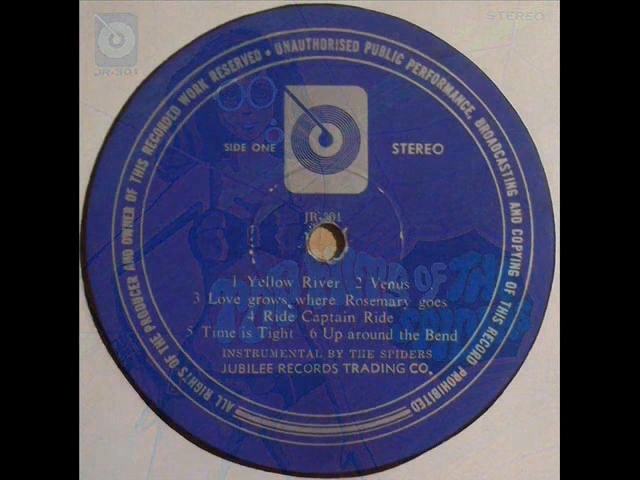 JR-301
STEREO
ALL RIGHTS OF THE PRODUCER AND OWNER OF THIS RECORDED WORK RESERVED • UNAUTHORISED PUBLIC PERFORMANCE, BROADCASTING AND COPYING OF THIS RECORD PROHIBITED
SIDE ONE
STEREO
JR-301
1 Yellow River 2 Venus
3 Love grows where Rosemary goes
4 Ride Captain Ride
5 Time is Tight 6 Up around the Bend
INSTRUMENTAL BY THE SPIDERS
JUBILEE RECORDS TRADING CO.